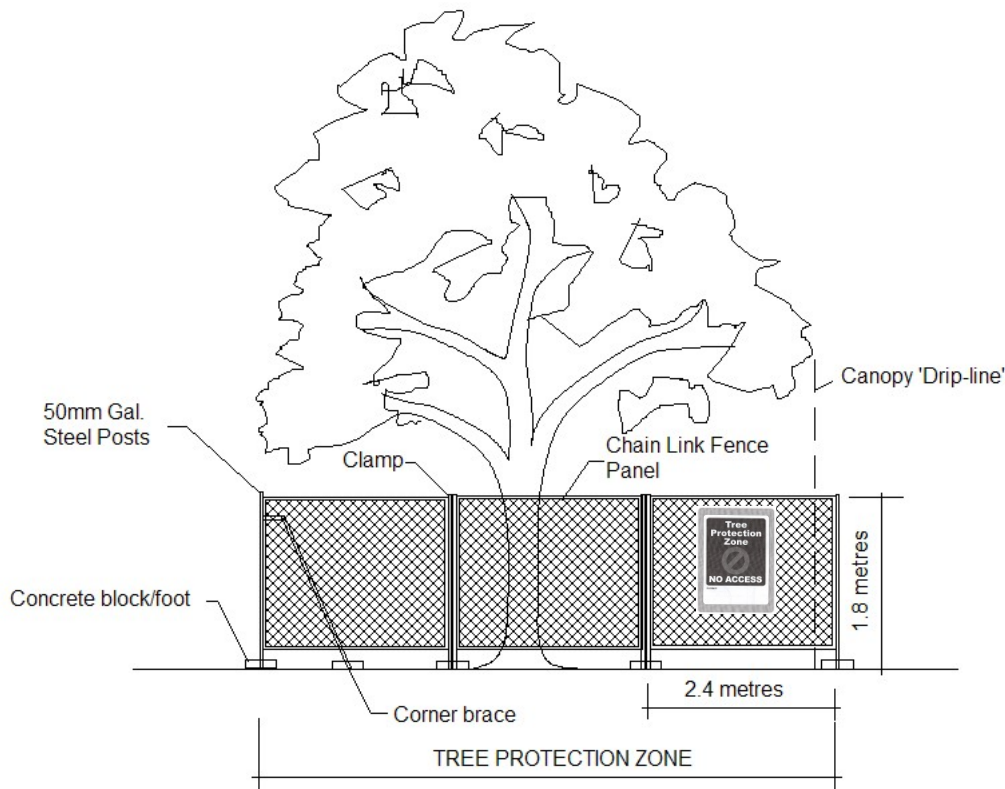 Canopy 'Drip-line'
50mm Gal.
Steel Posts
Clamp
Chain Link Fence
Panel
Tree
Protection
Zone
NO ACCESS
1.8 metres
Concrete block/foot
2.4 metres
Corner brace
TREE PROTECTION ZONE